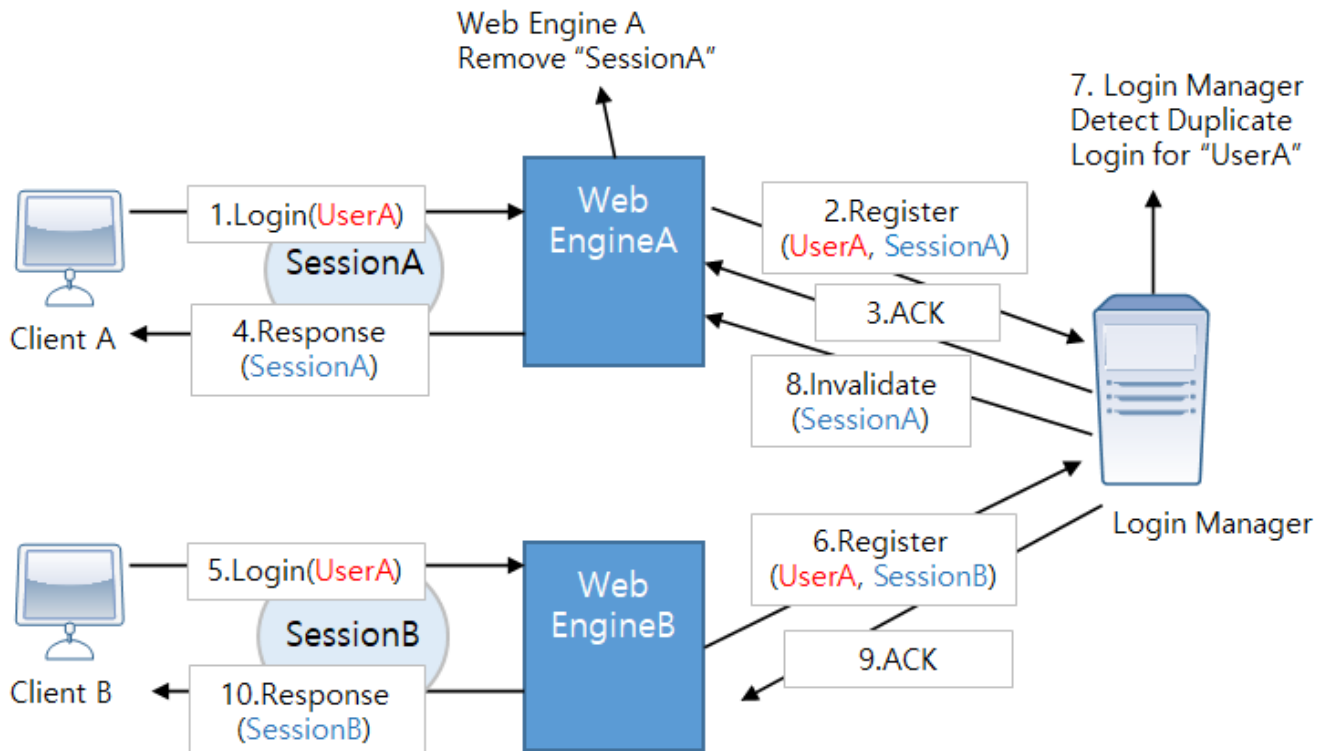 Web Engine A
Remove “SessionA”
7. Login Manager
Detect Duplicate
Login for “UserA”
1.Login(UserA)
SessionA
4.Response
(SessionA)
Client A
Web
EngineA
2.Register
(UserA, SessionA)
3.ACK
8.Invalidate
(SessionA)
Login Manager
5.Login(UserA)
SessionB
10.Response
(SessionB)
Client B
Web
EngineB
6.Register
(UserA, SessionB)
9.ACK